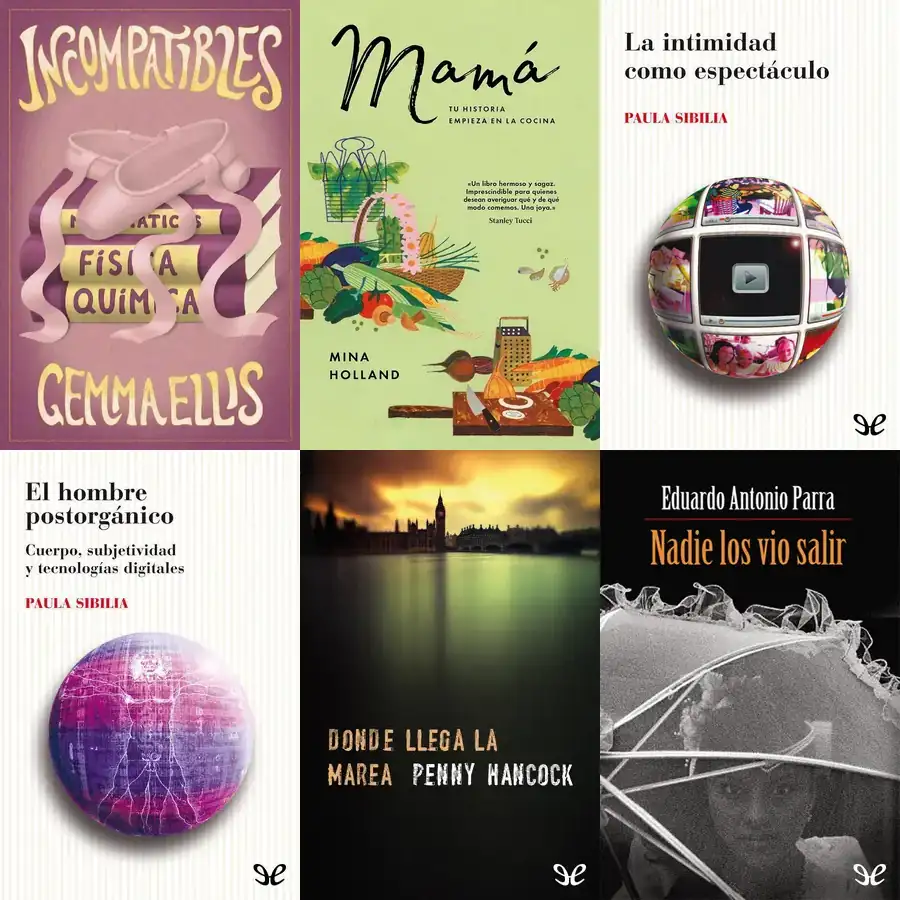 INCOMPATIBLES
MATEMÁTICAS
FÍSICA
QUÍMICA
GEMMA ELLIS
Mamá
TU HISTORIA
EMPIEZA EN LA COCINA
«Un libro hermoso y sagaz.
Imprescindible para quienes
desean averiguar qué y de qué
modo comemos. Una joya.»
Stanley Tucci
MINA
HOLLAND
La intimidad
como espectáculo
PAULA SIBILIA
El hombre
postorgánico
Cuerpo, subjetividad
y tecnologías digitales
PAULA SIBILIA
DONDE LLEGA LA
MAREA PENNY HANCOCK
Eduardo Antonio Parra
Nadie los vio salir